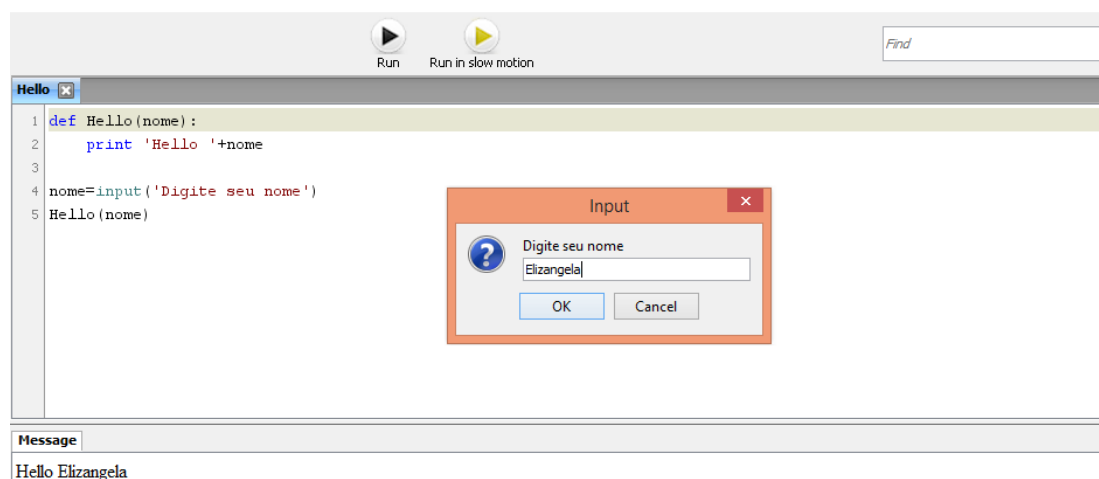 Run Run in slow motion
Find
Hello
1 def Hello(nome):
2 print 'Hello '+nome
3
4 nome=input('Digite seu nome')
5 Hello(nome)
Input
Digite seu nome
Elizangela
OK Cancel
Message
Hello Elizangela